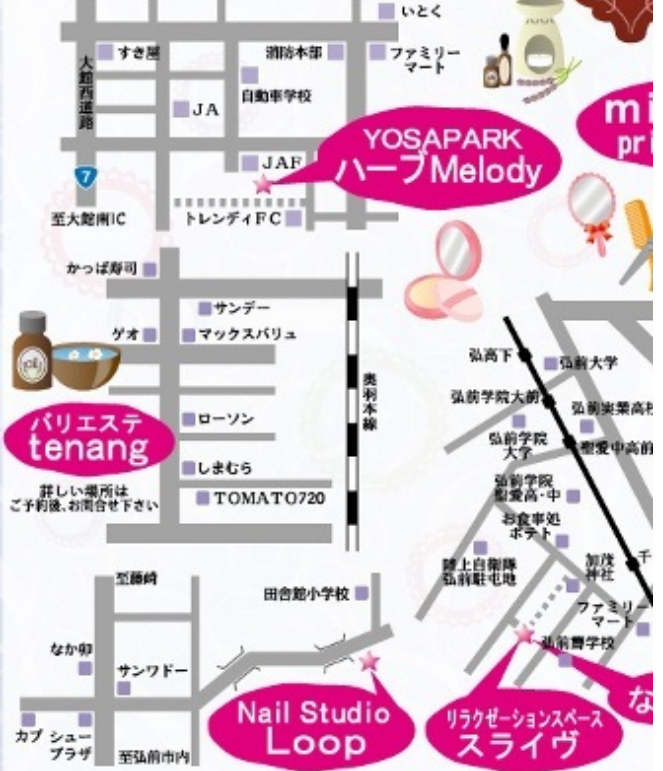 いとく
すき屋
消防本部
ファミリー
マート
大館西道路
自動車学校
JA
YOSAPARK
ハーブMelody
mi
pri
JAF
7
至大館南IC
トレンディFC
かっぱ寿司
サンデー
ゲオ
マックスバリュ
奥羽本線
バリエステ
tenang
ローソン
しまむら
詳しい場所は
ご予約後、お問合せ下さい
TOMATO720
弘高下
弘前大学
弘前学院大前
弘前実業高校
弘前学院
大学
聖愛中高前
弘前学院
聖愛高・中
お食事処
ポテト
陸上自衛隊
弘前駐屯地
加茂
神社
千
ファミリー
マート
弘前聾学校
至藤崎
田舎館小学校
なか卯
サンワドー
カブ
シュー
プラザ
至弘前市内
Nail Studio
Loop
リラクゼーションスペース
スライヴ
な